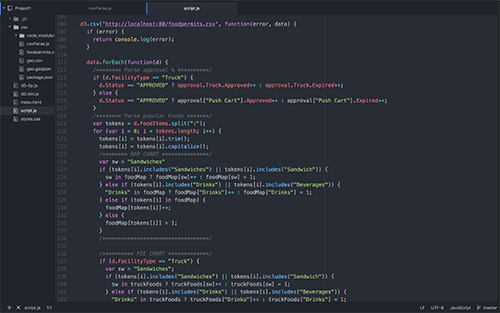 Project1
csvParse.js
script.js
.git
csv
node_modules
csvParse.js
foodpermits.csv
geo.csv
geo.geojson
package.json
d3-tip.js
d3.min.js
index.html
script.js
styles.css
106 d3.csv("http://localhost:80/foodpermits.csv", function(error, data) {
107 if (error) {
108 return console.log(error);
109 }
110
111 data.forEach(function(d) {
112 /******** Parse approval % **********/
113 if (d.FacilityType == "Truck") {
114 d.Status == "APPROVED" ? approval.Truck.Approved++ : approval.Truck.Expired++;
115 } else {
116 d.Status == "APPROVED" ? approval["Push Cart"].Approved++ : approval["Push Cart"].Expired++;
117 }
118 /******** Parse popular foods *******/
119 var tokens = d.FoodItems.split(":");
120 for (var i = 0; i < tokens.length; i++) {
121 tokens[i] = tokens[i].trim();
122 tokens[i] = tokens[i].capitalize();
123 /********* BAR CHART **************/
124 var sw = "Sandwiches"
125 if (tokens[i].includes("Sandwiches") || tokens[i].includes("Sandwich")) {
126 sw in foodMap ? foodMap[sw]++ : foodMap[sw] = 1;
127 } else if (tokens[i].includes("Drinks") || tokens[i].includes("Beverages")) {
128 "Drinks" in foodMap ? foodMap["Drinks"]++ : foodMap["Drinks"] = 1;
129 } else if (tokens[i] in foodMap) {
130 foodMap[tokens[i]]++;
131 } else {
132 foodMap[tokens[i]] = 1;
133 }
134 /**********************************/
135
136 /*********** PIE CHART ************/
137 if (d.FacilityType == "Truck") {
138 var sw = "Sandwiches";
139 if (tokens[i].includes("Sandwiches") || tokens[i].includes("Sandwich")) {
140 sw in truckFoods ? truckFoods[sw]++ : truckFoods[sw] = 1;
141 } else if (tokens[i].includes("Drinks") || tokens[i].includes("Beverages")) {
142 "Drinks" in truckFoods ? truckFoods["Drinks"]++ : truckFoods["Drinks"] = 1;
script.js 1:1
LF UTF-8 JavaScript master